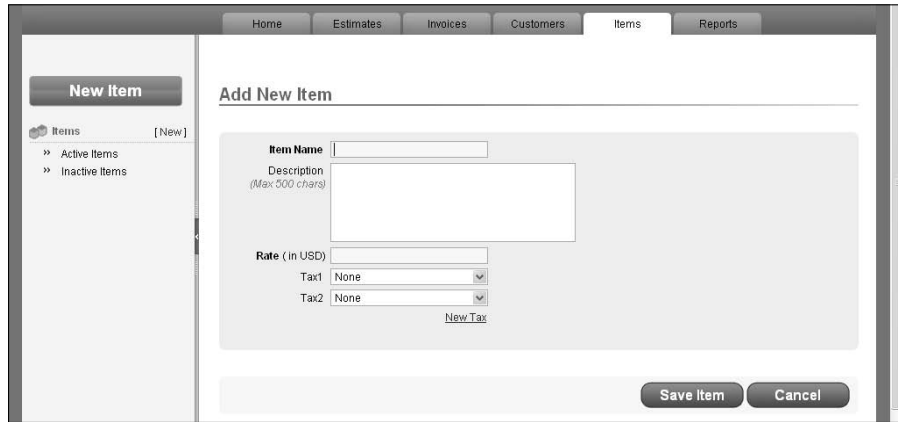 Home Estimates Invoices Customers Items Reports
New Item
Items [ New ]
» Active Items
» Inactive Items
Add New Item
Item Name
Description
(Max 500 chars)
Rate ( in USD)
Tax1 None
Tax2 None
New Tax
Save Item Cancel